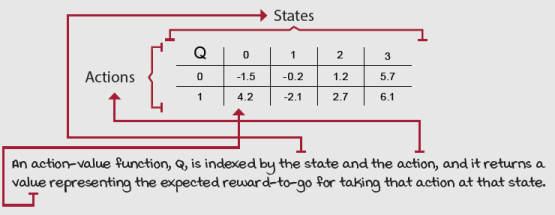 States
Q 0 1 2 3
Actions
0 -1.5 -0.2 1.2 5.7
1 4.2 -2.1 2.7 6.1
An action-value function, Q, is indexed by the state and the action, and it returns a
value representing the expected reward-to-go for taking that action at that state.